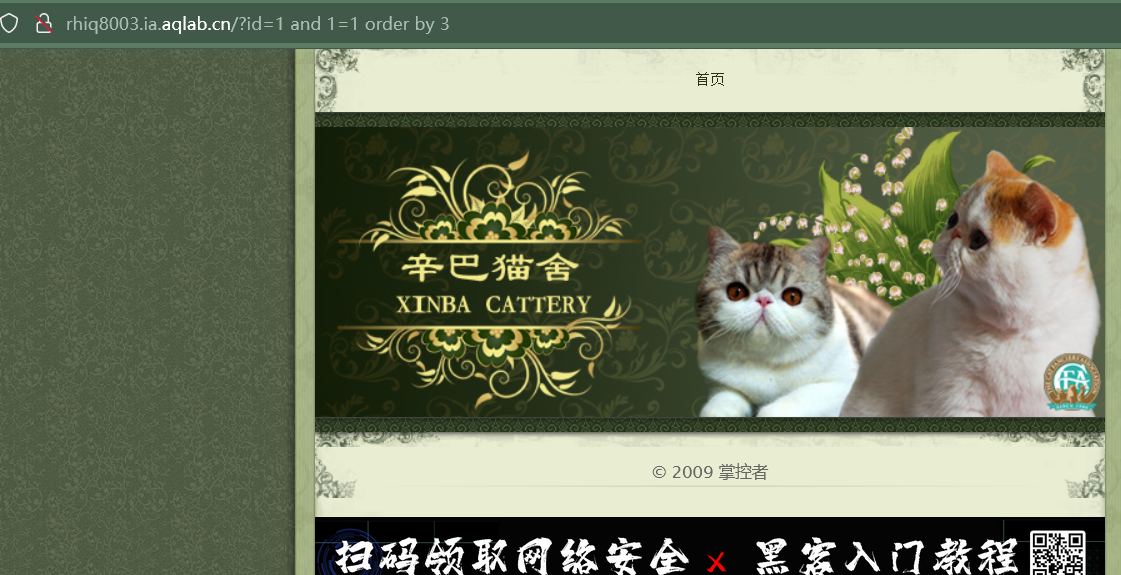 rhiq8003.ia.aqlab.cn/?id=1 and 1=1 order by 3
首页
辛巴猫舍
XINBA CATTERY
© 2009 掌控者
扫码领取网络安全 x 黑客入门教程